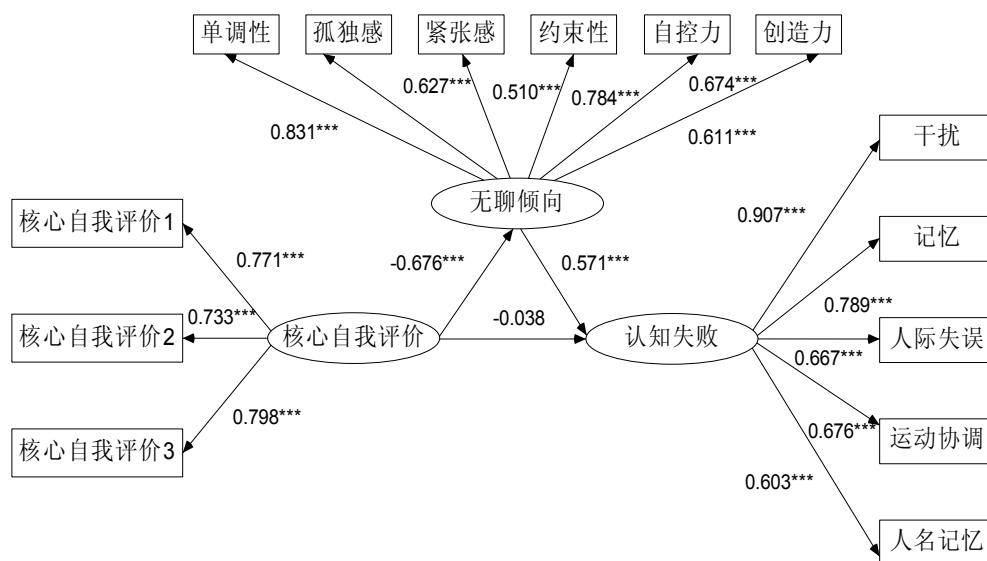 单调性
孤独感
紧张感
约束性
自控力
创造力
0.627***
0.510***
0.784***
0.674***
0.831***
0.611***
干扰
无聊倾向
核心自我评价1
0.907***
记忆
0.771***
-0.676***
0.571***
0.789***
0.733***
-0.038
核心自我评价2
核心自我评价
认知失败
人际失误
0.667***
0.798***
0.676***
运动协调
核心自我评价3
0.603***
人名记忆